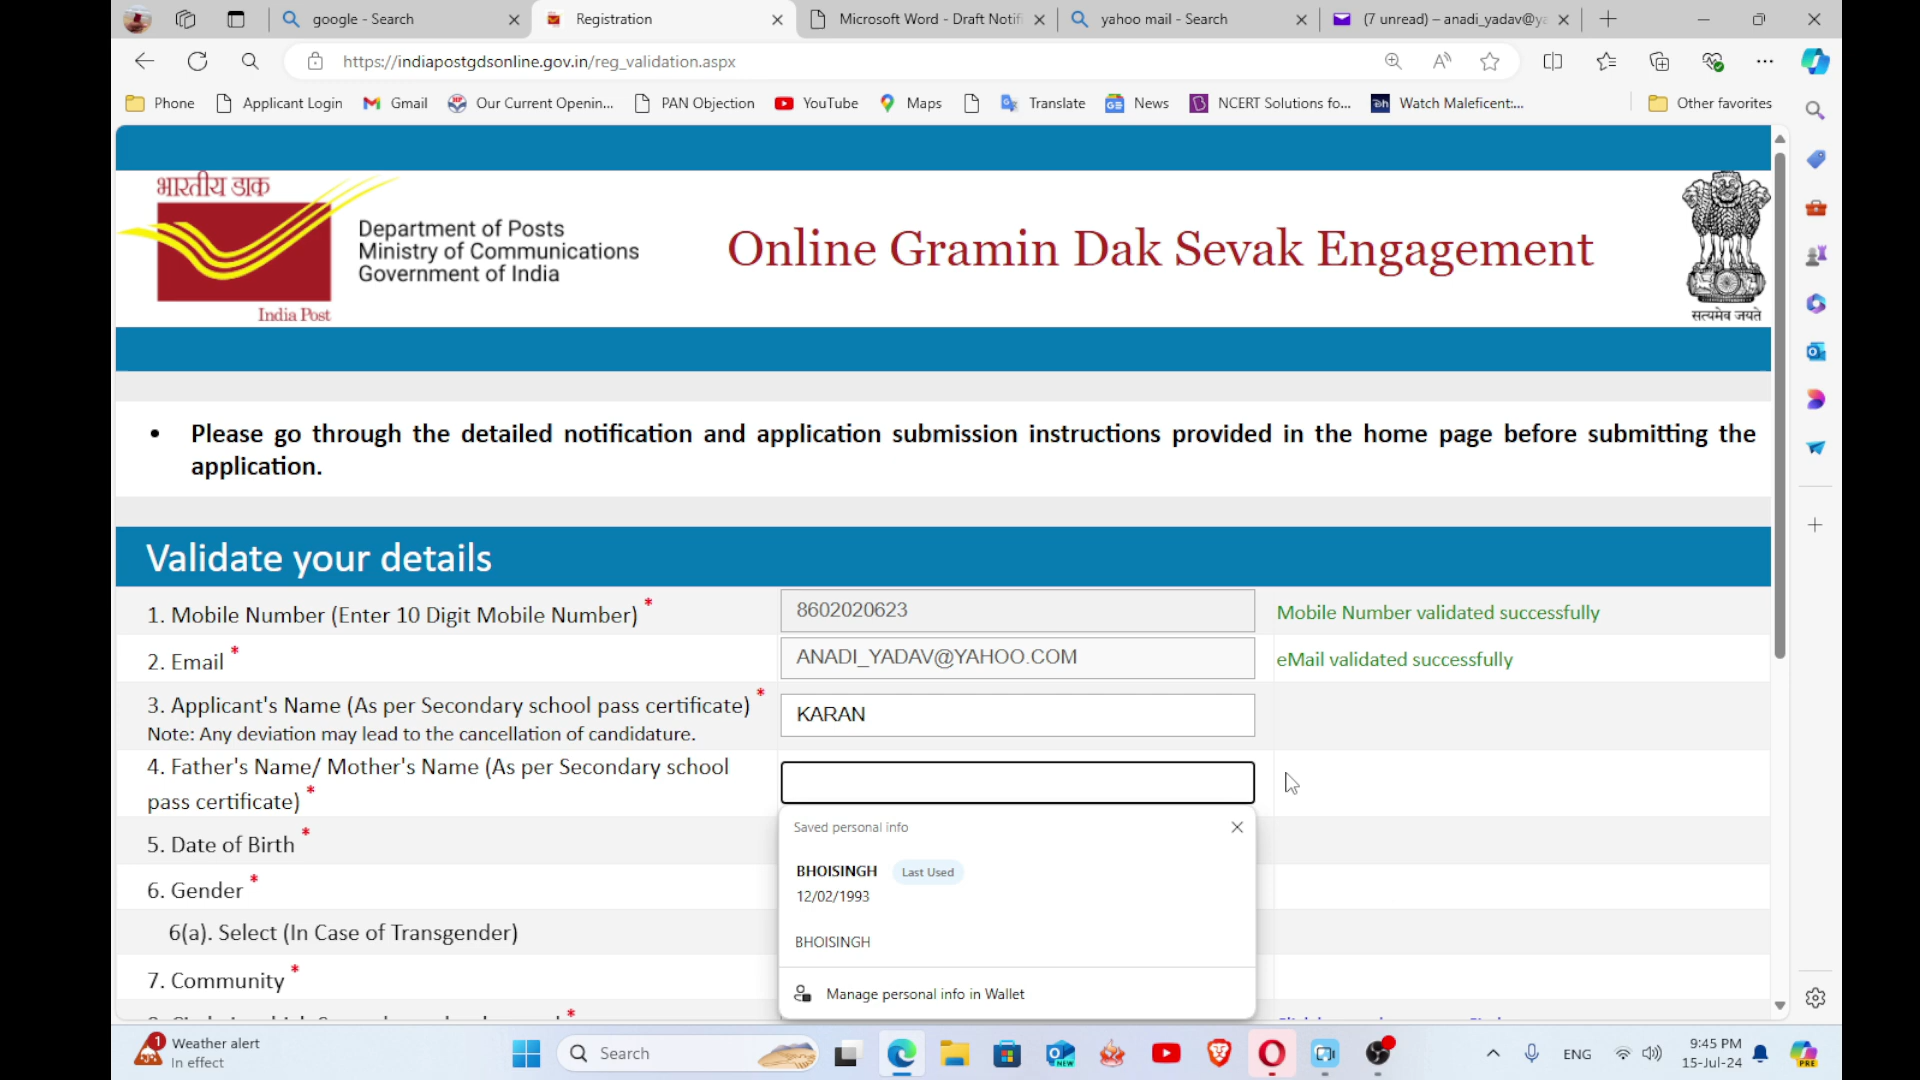 google - Search
Registration
Microsoft Word - Draft Notifi
yahoo mail - Search
(7 unread) – anadi_yadav@ya
https://indiapostgdsonline.gov.in/reg_validation.aspx
Phone
Applicant Login
Gmail
Our Current Openin...
PAN Objection
YouTube
Maps
Translate
News
NCERT Solutions fo...
Watch Maleficent:...
Other favorites
भारतीय डाक
India Post
Department of Posts
Ministry of Communications
Government of India
Online Gramin Dak Sevak Engagement
सत्यमेव जयते
• Please go through the detailed notification and application submission instructions provided in the home page before submitting the
application.
Validate your details
1. Mobile Number (Enter 10 Digit Mobile Number) *
8602020623
Mobile Number validated successfully
2. Email *
ANADI_YADAV@YAHOO.COM
eMail validated successfully
3. Applicant's Name (As per Secondary school pass certificate) *
Note: Any deviation may lead to the cancellation of candidature.
KARAN
4. Father's Name/ Mother's Name (As per Secondary school
pass certificate) *
5. Date of Birth *
6. Gender *
6(a). Select (In Case of Transgender)
7. Community *
Saved personal info
BHOISINGH Last Used
12/02/1993
BHOISINGH
Manage personal info in Wallet
1
Weather alert
In effect
Search
NEW
ENG
9:45 PM
15-Jul-24
PRE